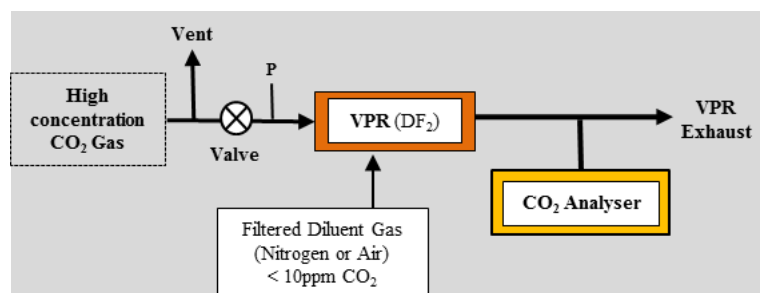 Vent
P
High
concentration
CO₂ Gas
Valve
VPR (DF₂)
VPR
Exhaust
CO₂ Analyser
Filtered Diluent Gas
(Nitrogen or Air)
< 10ppm CO₂